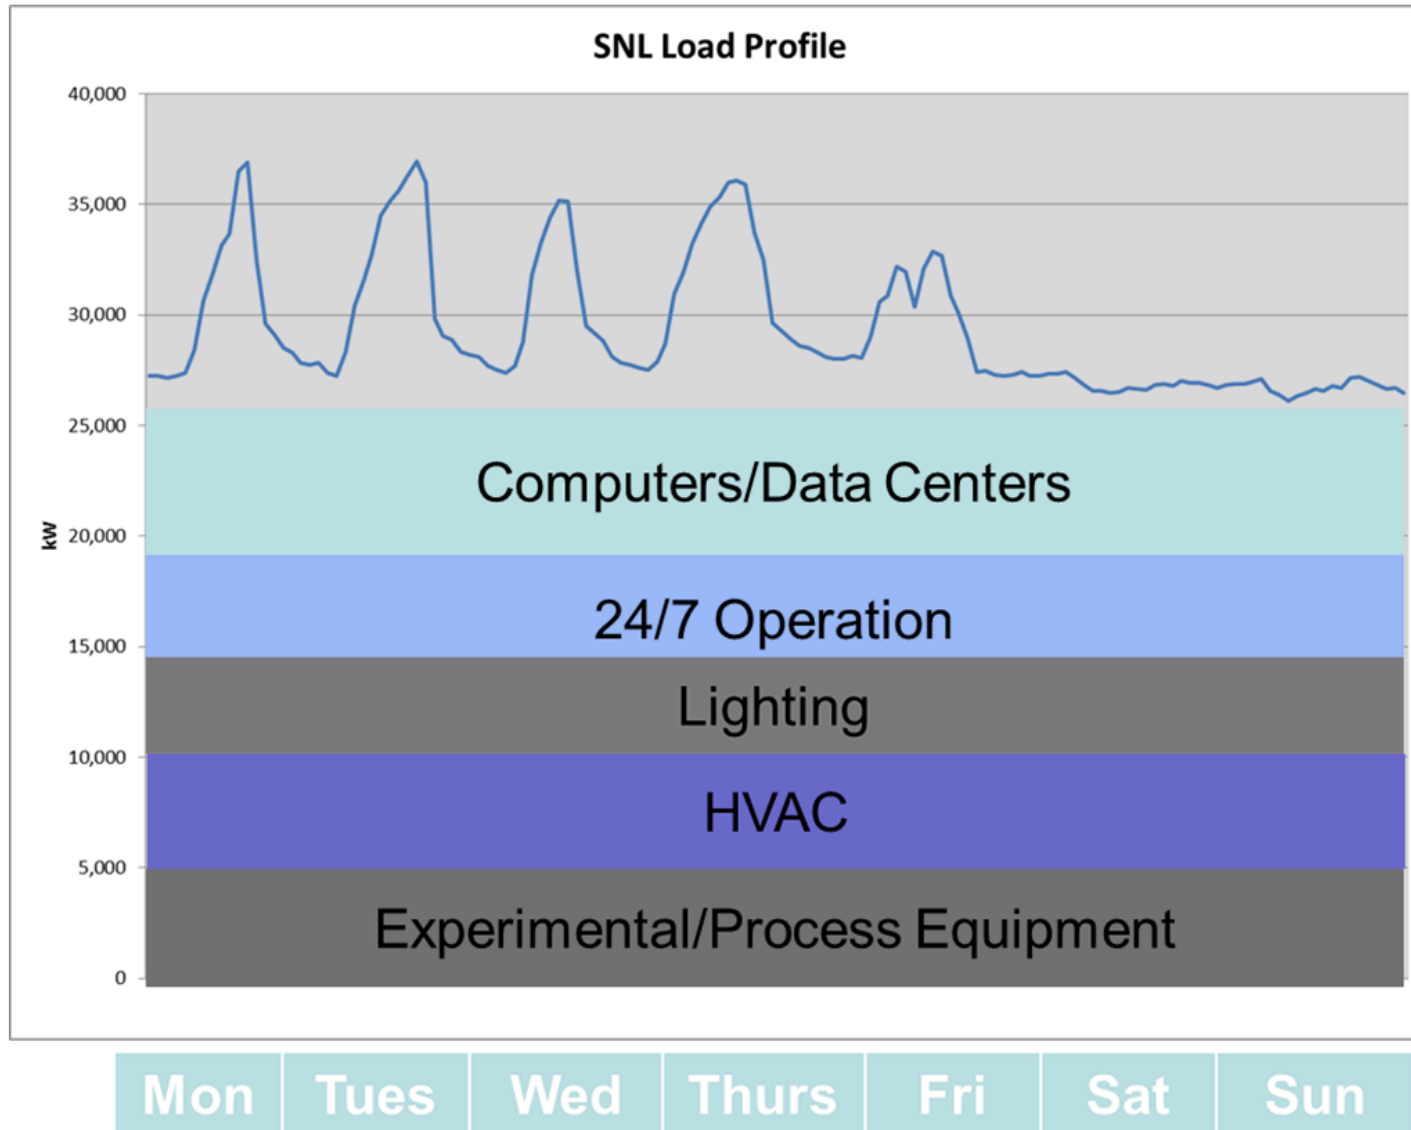 SNL Load Profile
40,000
35,000
30,000
25,000
Computers/Data Centers
kW
20,000
24/7 Operation
15,000
Lighting
10,000
HVAC
5,000
Experimental/Process Equipment
0
Mon Tues Wed Thurs Fri Sat Sun